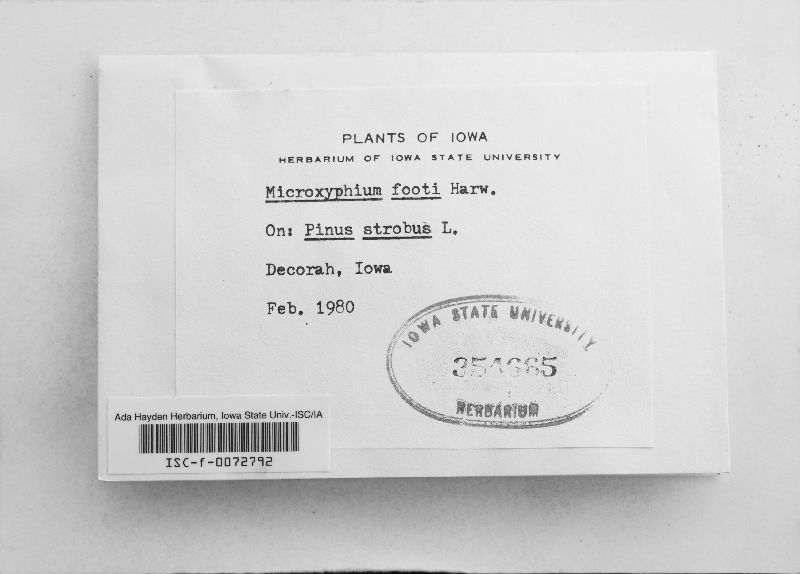 PLANTS OF IOWA
HERBARIUM OF IOWA STATE UNIVERSITY
Microxyphium footi Harw.
On: Pinus strobus L.
Decorah, Iowa
Feb. 1980
IOWA STATE UNIVERSITY
HERBARIUM
Ada Hayden Herbarium, Iowa State Univ.-ISC/IA
ISC-f-0072792